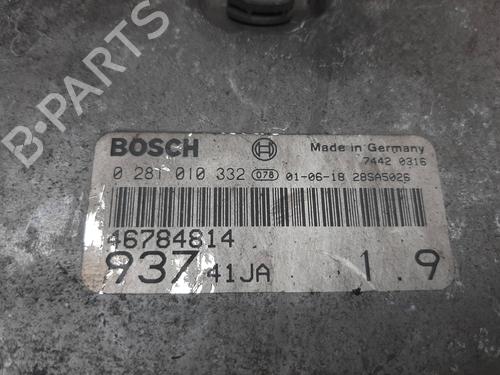 B-PARTS
BOSCH
Made in Germany
7442 0316
0 281 010 332 078 01-06-18 28SA5026
46784814
937 41JA 1.9